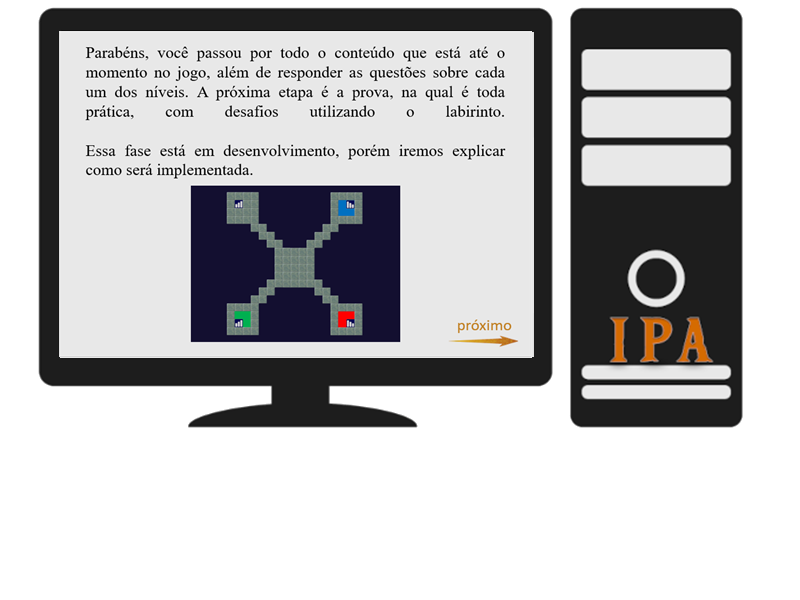 Parabéns, você passou por todo o conteúdo que está até o
momento no jogo, além de responder as questões sobre cada
um dos níveis. A próxima etapa é a prova, na qual é toda
prática, com desafios utilizando o labirinto.
Essa fase está em desenvolvimento, porém iremos explicar
como será implementada.
próximo
IPA